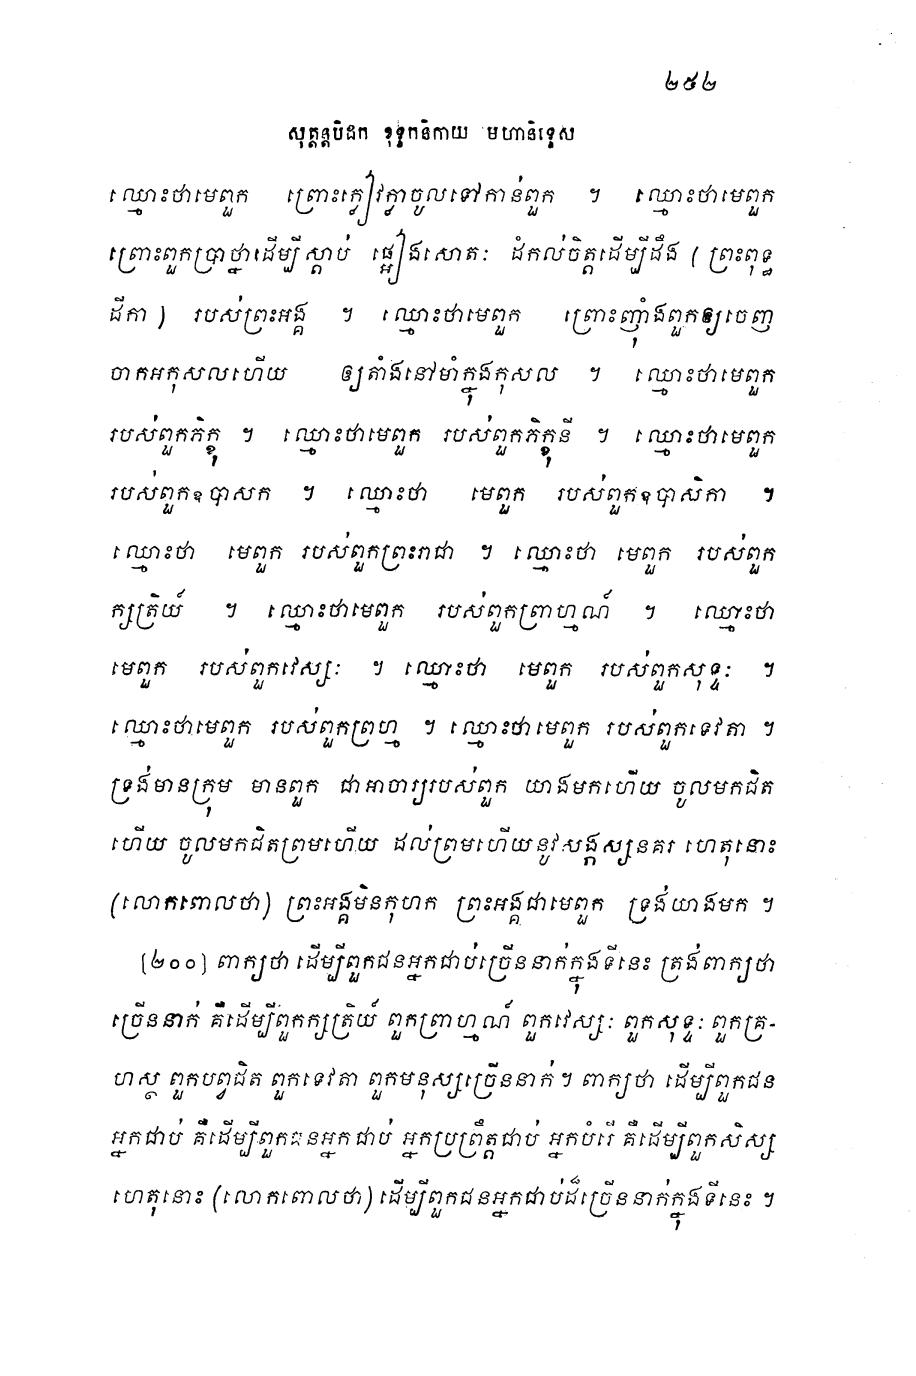 ២៥២
សុត្តន្តបិដក ខុទ្ទកនិកាយ មហានិទ្ទេស
ឈ្មោះថាមេពួក ព្រោះក្លៀវក្លាចូលទៅកាន់ពួក ។ ឈ្មោះថាមេពួក
ព្រោះពួកប្រាថ្នាដើម្បីស្តាប់ ផ្អៀងសោតៈ ដំកល់ចិត្តដើម្បីដឹង (ព្រះពុទ្ធ
ដីកា) របស់ព្រះអង្គ ។ ឈ្មោះថាមេពួក ព្រោះញុំាងពួកឲ្យចេញ
ចាកអកុសលហើយ ឲ្យតាំងនៅមាំក្នុងកុសល ។ ឈ្មោះថាមេពួក
របស់ពួកភិក្ខុ ។ ឈ្មោះថាមេពួក របស់ពួកភិក្ខុនី ។ ឈ្មោះថាមេពួក
របស់ពួកឧបាសក ។ ឈ្មោះថា មេពួក របស់ពួកឧបាសិកា ។
ឈ្មោះថា មេពួក របស់ពួកព្រះរាជា ។ ឈ្មោះថា មេពួក របស់ពួក
ក្សត្រិយ៍ ។ ឈ្មោះថាមេពួក របស់ពួកព្រាហ្មណ៍ ។ ឈ្មោះថា
មេពួក របស់ពួកវេស្សៈ ។ ឈ្មោះថា មេពួក របស់ពួកសុទ្ទៈ ។
ឈ្មោះថាមេពួក របស់ពួកព្រហ្ម ។ ឈ្មោះថាមេពួក របស់ពួកទេវតា ។
ទ្រង់មានក្រុម មានពួក ជាអាចារ្យរបស់ពួក យាងមកហើយ ចូលមកជិត
ហើយ ចូលមកជិតព្រមហើយ ដល់ព្រមហើយនូវសង្កស្សនគរ ហេតុនោះ
(លោកពោលថា) ព្រះអង្គមិនកុហក ព្រះអង្គជាមេពួក ទ្រង់យាងមក ។
[២០០] ពាក្យថា ដើម្បីពួកជនអ្នកជាប់ច្រើននាក់ក្នុងទីនេះ ត្រង់ពាក្យថា
ច្រើននាក់ គឺដើម្បីពួកក្សត្រិយ៍ ពួកព្រាហ្មណ៍ ពួកវេស្សៈ ពួកសុទ្ទៈ ពួកគ្រ-
ហស្ថ ពួកបព្វជិត ពួកទេវតា ពួកមនុស្សច្រើននាក់ ។ ពាក្យថា ដើម្បីពួកជន
អ្នកជាប់ គឺដើម្បីពួកជនអ្នកជាប់ អ្នកប្រព្រឹត្តជាប់ អ្នកបំរើ គឺដើម្បីពួកសិស្ស
ហេតុនោះ (លោកពោលថា) ដើម្បីពួកជនអ្នកជាប់ដ៏ច្រើននាក់ក្នុងទីនេះ ។